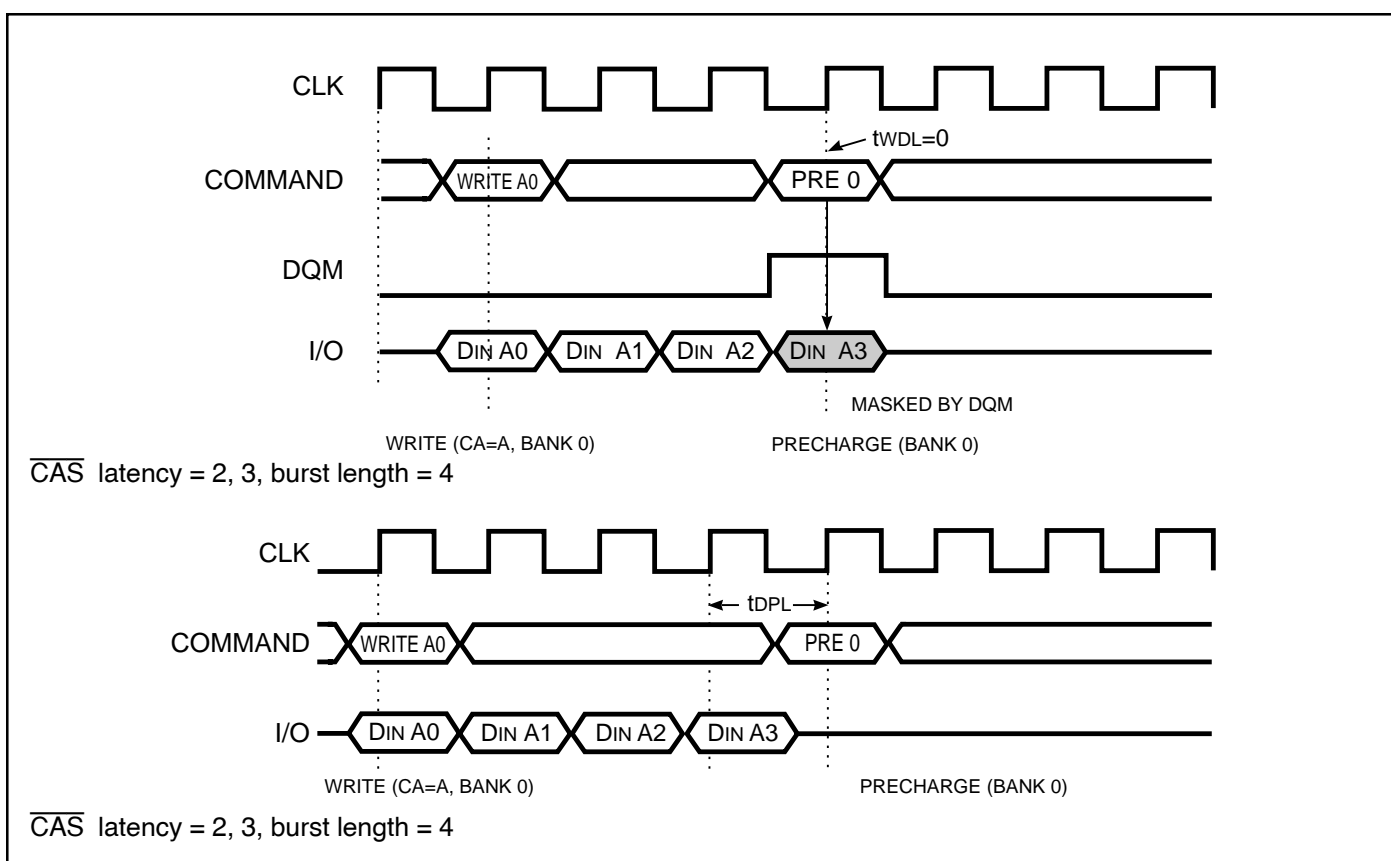 CLK
tWDL=0
COMMAND WRITE A0 PRE 0
DQM
I/O DIN A0 DIN A1 DIN A2 DIN A3
MASKED BY DQM
WRITE (CA=A, BANK 0) PRECHARGE (BANK 0)
CAS latency = 2, 3, burst length = 4
CLK
tDPL
COMMAND WRITE A0 PRE 0
I/O DIN A0 DIN A1 DIN A2 DIN A3
WRITE (CA=A, BANK 0) PRECHARGE (BANK 0)
CAS latency = 2, 3, burst length = 4